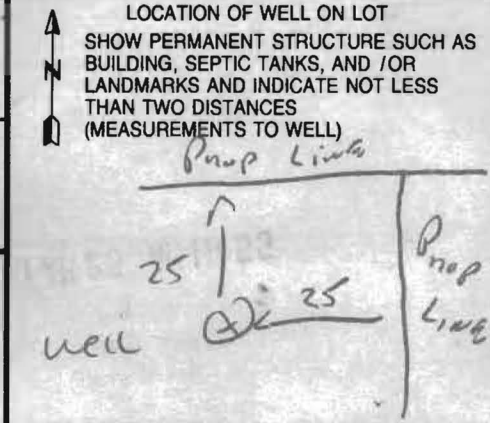 LOCATION OF WELL ON LOT
SHOW PERMANENT STRUCTURE SUCH AS
BUILDING, SEPTIC TANKS, AND /OR
LANDMARKS AND INDICATE NOT LESS
THAN TWO DISTANCES
(MEASUREMENTS TO WELL)
N
Prop Line
25
25
Prop
Line
well